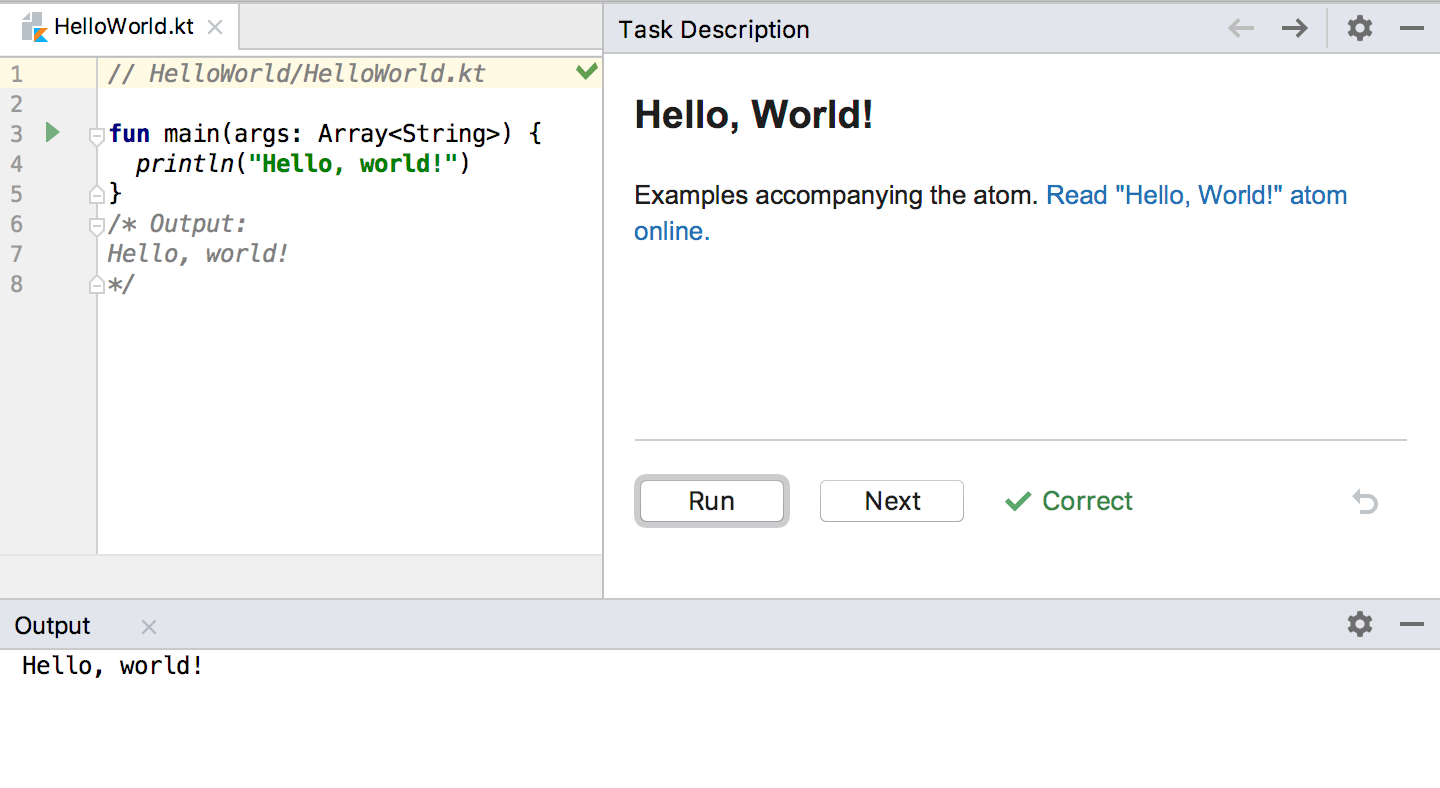 HelloWorld.kt
1 // HelloWorld/HelloWorld.kt
2
3 fun main(args: Array<String>) {
4 println("Hello, world!")
5 }
6 /* Output:
7 Hello, world!
8 */
Task Description
Hello, World!
Examples accompanying the atom. Read "Hello, World!" atom
online.
Run Next Correct
Output
Hello, world!